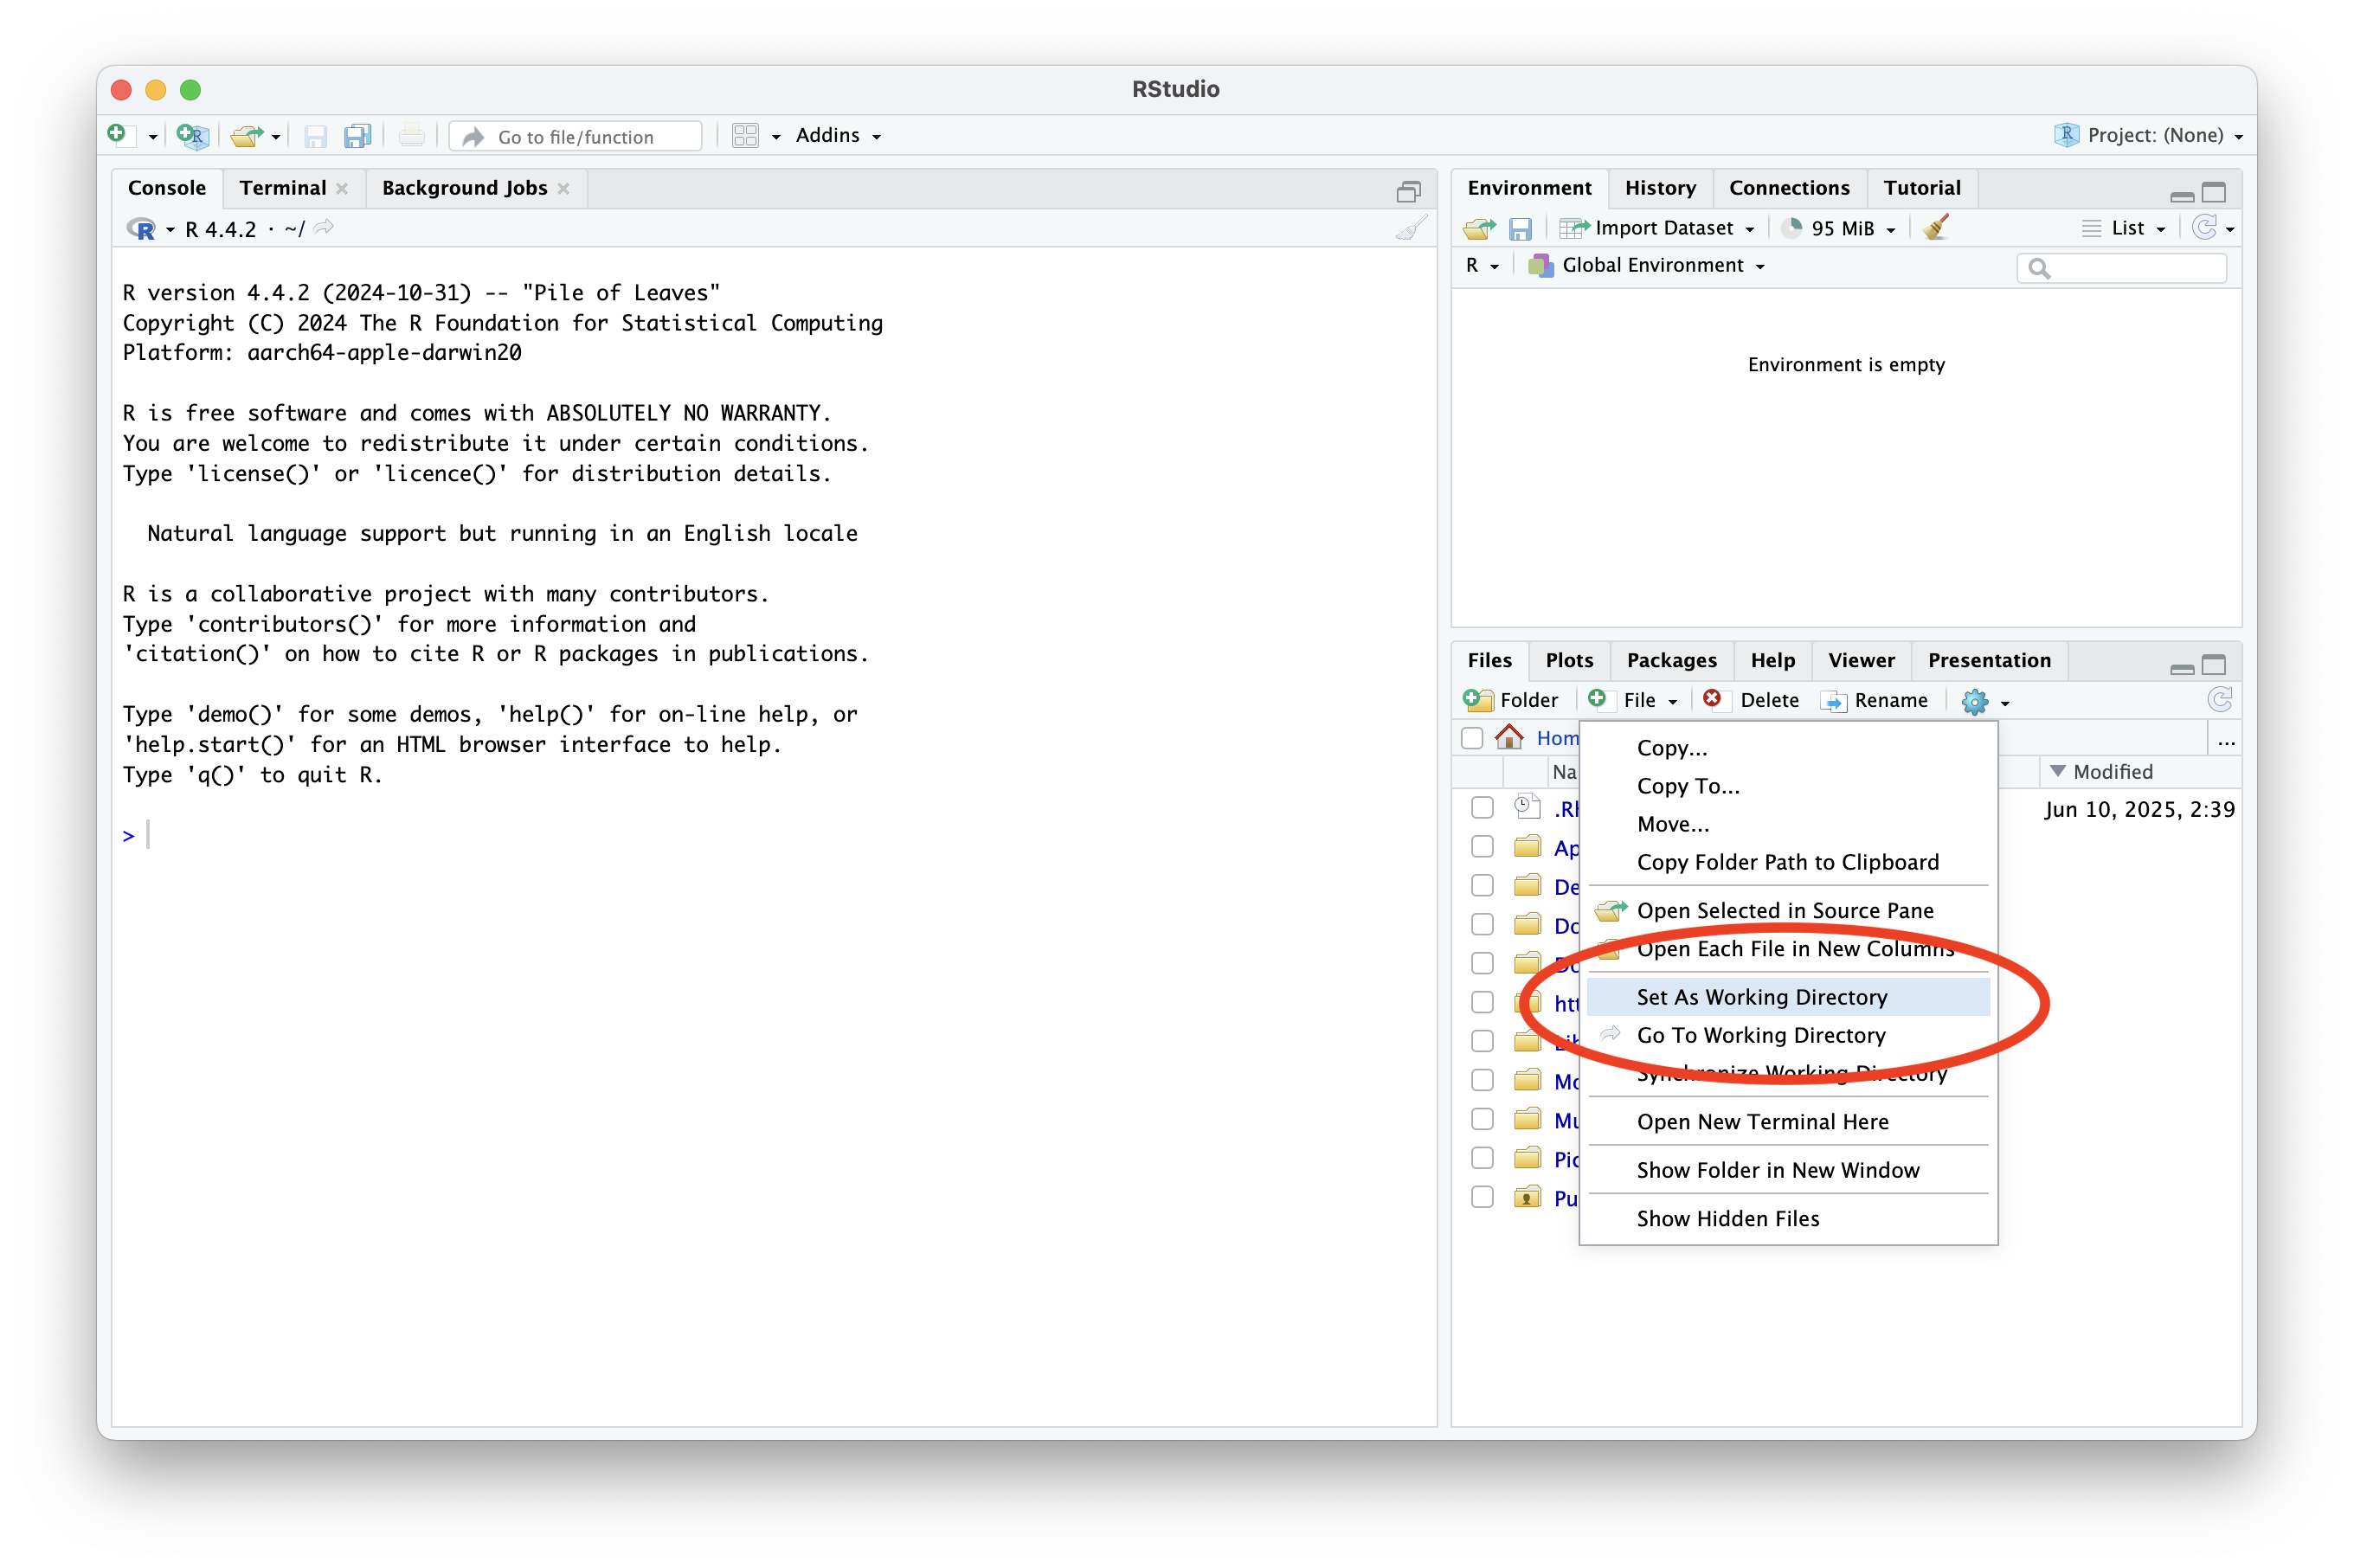 RStudio
Go to file/function
Addins
Project: (None)
Console Terminal Background Jobs
R 4.4.2 · ~/
R version 4.4.2 (2024-10-31) -- "Pile of Leaves"
Copyright (C) 2024 The R Foundation for Statistical Computing
Platform: aarch64-apple-darwin20
R is free software and comes with ABSOLUTELY NO WARRANTY.
You are welcome to redistribute it under certain conditions.
Type 'license()' or 'licence()' for distribution details.
Natural language support but running in an English locale
R is a collaborative project with many contributors.
Type 'contributors()' for more information and
'citation()' on how to cite R or R packages in publications.
Type 'demo()' for some demos, 'help()' for on-line help, or
'help.start()' for an HTML browser interface to help.
Type 'q()' to quit R.
>
Environment History Connections Tutorial
Import Dataset 95 MiB List
R Global Environment
Environment is empty
Files Plots Packages Help Viewer Presentation
Folder File Delete Rename
Hom ...
Na Modified
.Rh Jun 10, 2025, 2:39
Ap
De
Do
Do
htt
Lib
Mo
Mu
Pic
Pu
Copy...
Copy To...
Move...
Copy Folder Path to Clipboard
Open Selected in Source Pane
Open Each File in New Columns
Set As Working Directory
Go To Working Directory
Synchronize Working Directory
Open New Terminal Here
Show Folder in New Window
Show Hidden Files